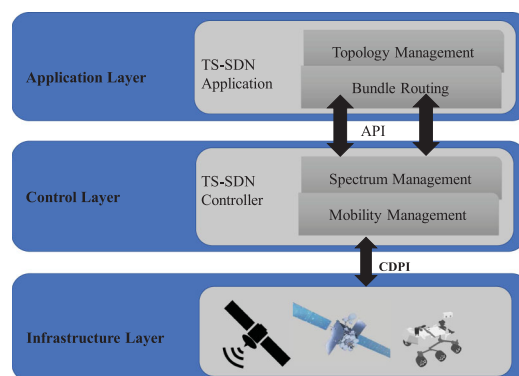 Topology Management
TS-SDN
Application
Application Layer
Bundle Routing
API
Spectrum Management
TS-SDN
Controller
Control Layer
Mobility Management
CDPI
Infrastructure Layer